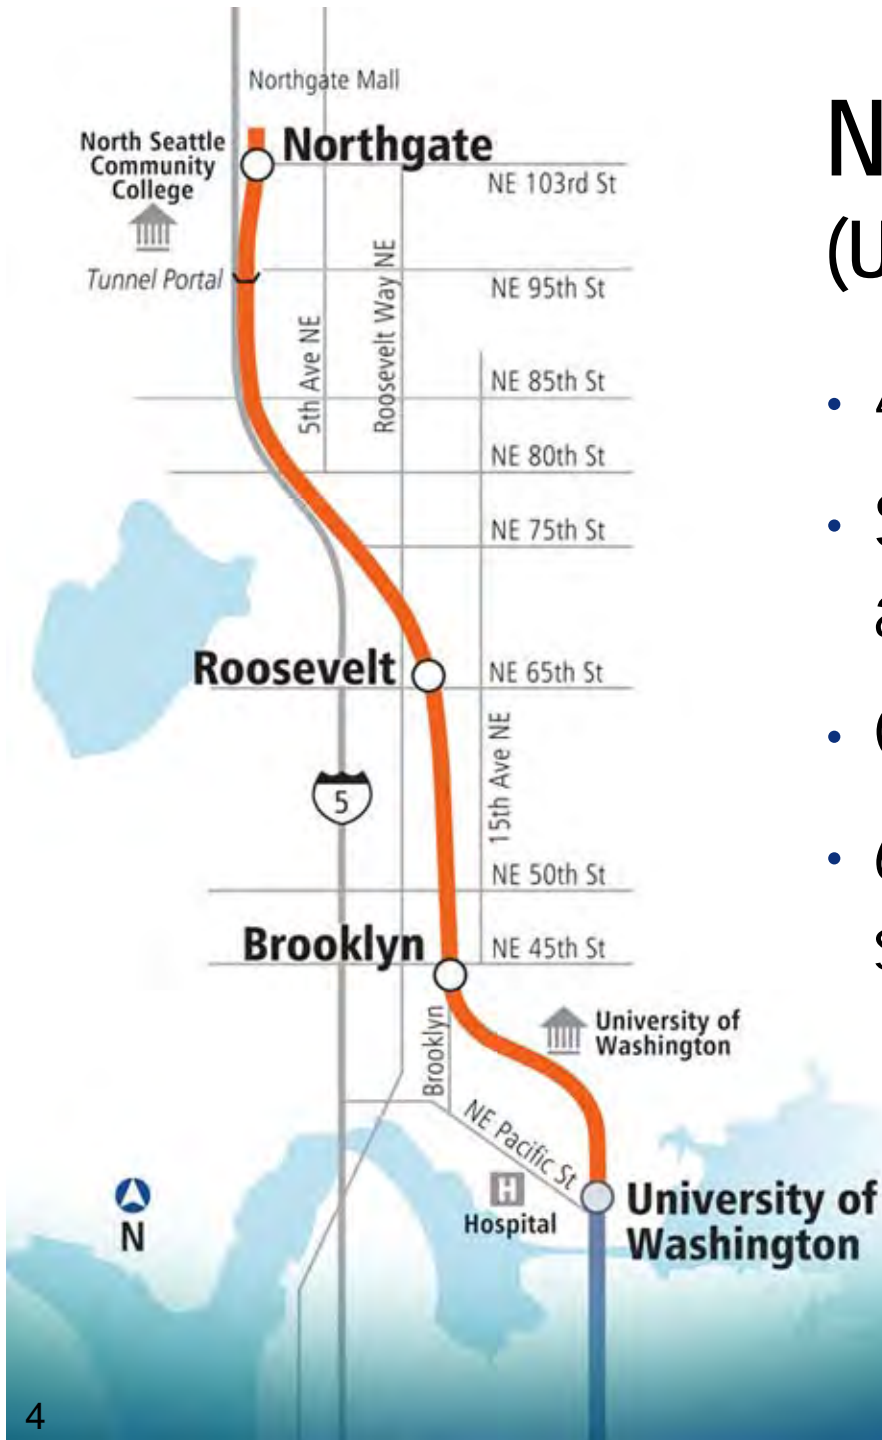 Northgate Mall
North Seattle
Community
College
Northgate
NE 103rd St
Tunnel Portal
NE 95th St
5th Ave NE
Roosevelt Way NE
NE 85th St
NE 80th St
NE 75th St
Roosevelt
NE 65th St
15th Ave NE
5
NE 50th St
Brooklyn
NE 45th St
University of
Washington
Brooklyn
NE Pacific St
H
Hospital
University of
Washington
N
4
N
(U
•
•
a
•
•
s